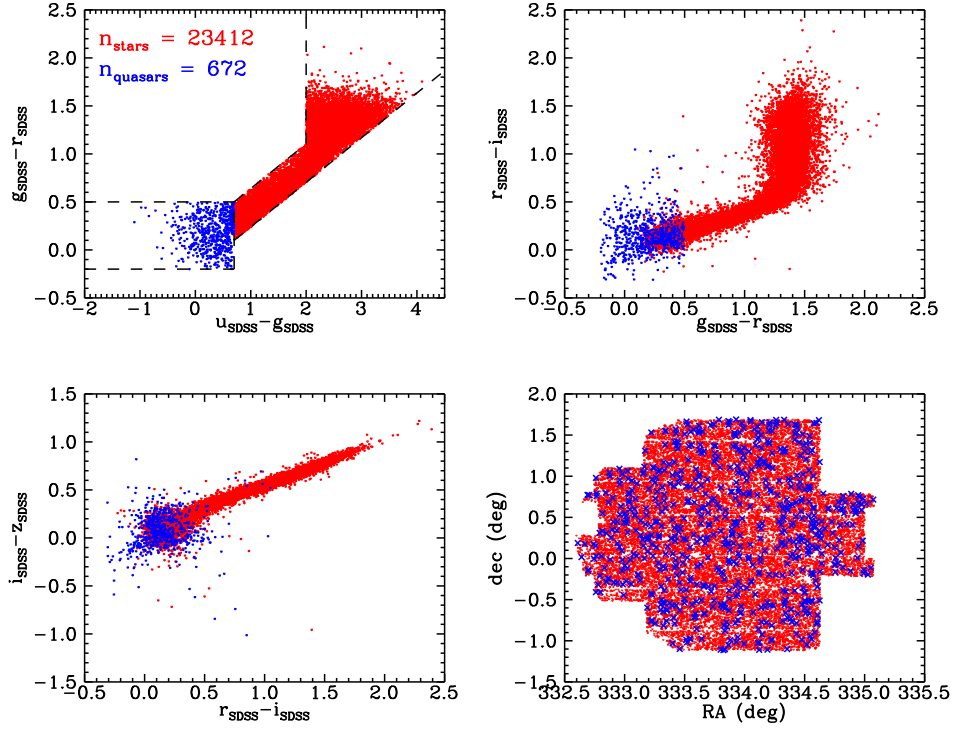 n_stars = 23412
n_quasars = 672
2.5
2.0
1.5
1.0
0.5
0.0
−0.5
g_SDSS−r_SDSS
−2 −1 0 1 2 3 4
u_SDSS−g_SDSS
2.5
2.0
1.5
1.0
0.5
0.0
−0.5
r_SDSS−i_SDSS
−0.5 0.0 0.5 1.0 1.5 2.0 2.5
g_SDSS−r_SDSS
1.5
1.0
0.5
0.0
−0.5
−1.0
−1.5
i_SDSS−z_SDSS
−0.5 0.0 0.5 1.0 1.5 2.0 2.5
r_SDSS−i_SDSS
2.0
1.5
1.0
0.5
0.0
−0.5
−1.0
−1.5
dec (deg)
332.5 333.0 333.5 334.0 334.5 335.0 335.5
RA (deg)